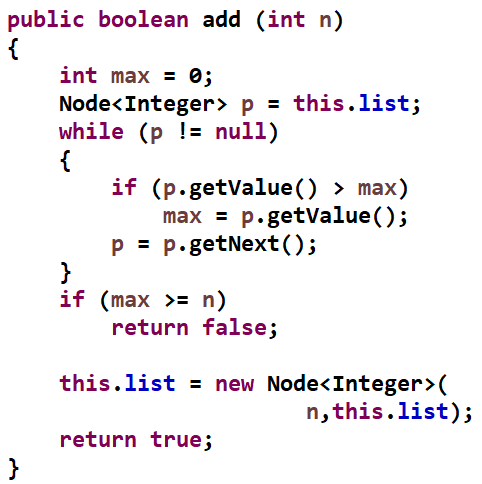 public boolean add (int n)
{
    int max = 0;
    Node<Integer> p = this.list;
    while (p != null)
    {
        if (p.getValue() > max)
            max = p.getValue();
        p = p.getNext();
    }
    if (max >= n)
        return false;

    this.list = new Node<Integer>(
                       n,this.list);
    return true;
}